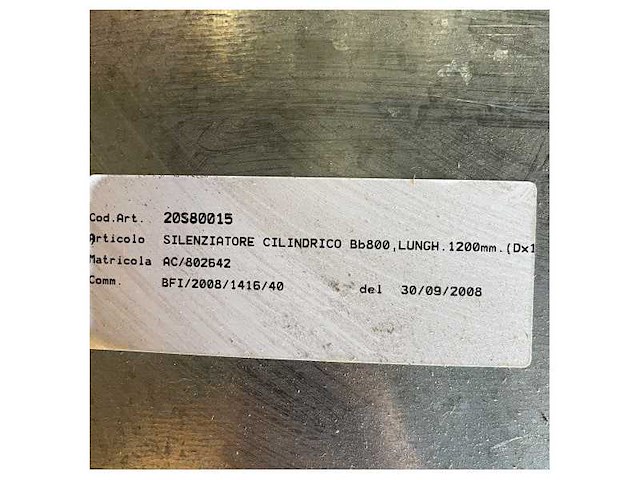 Cod.Art. 20S80015
Articolo SILENZIATORE CILINDRICO Bb800,LUNGH.1200mm.(Dx1
Matricola AC/802642
Comm. BFI/2008/1416/40 del 30/09/2008